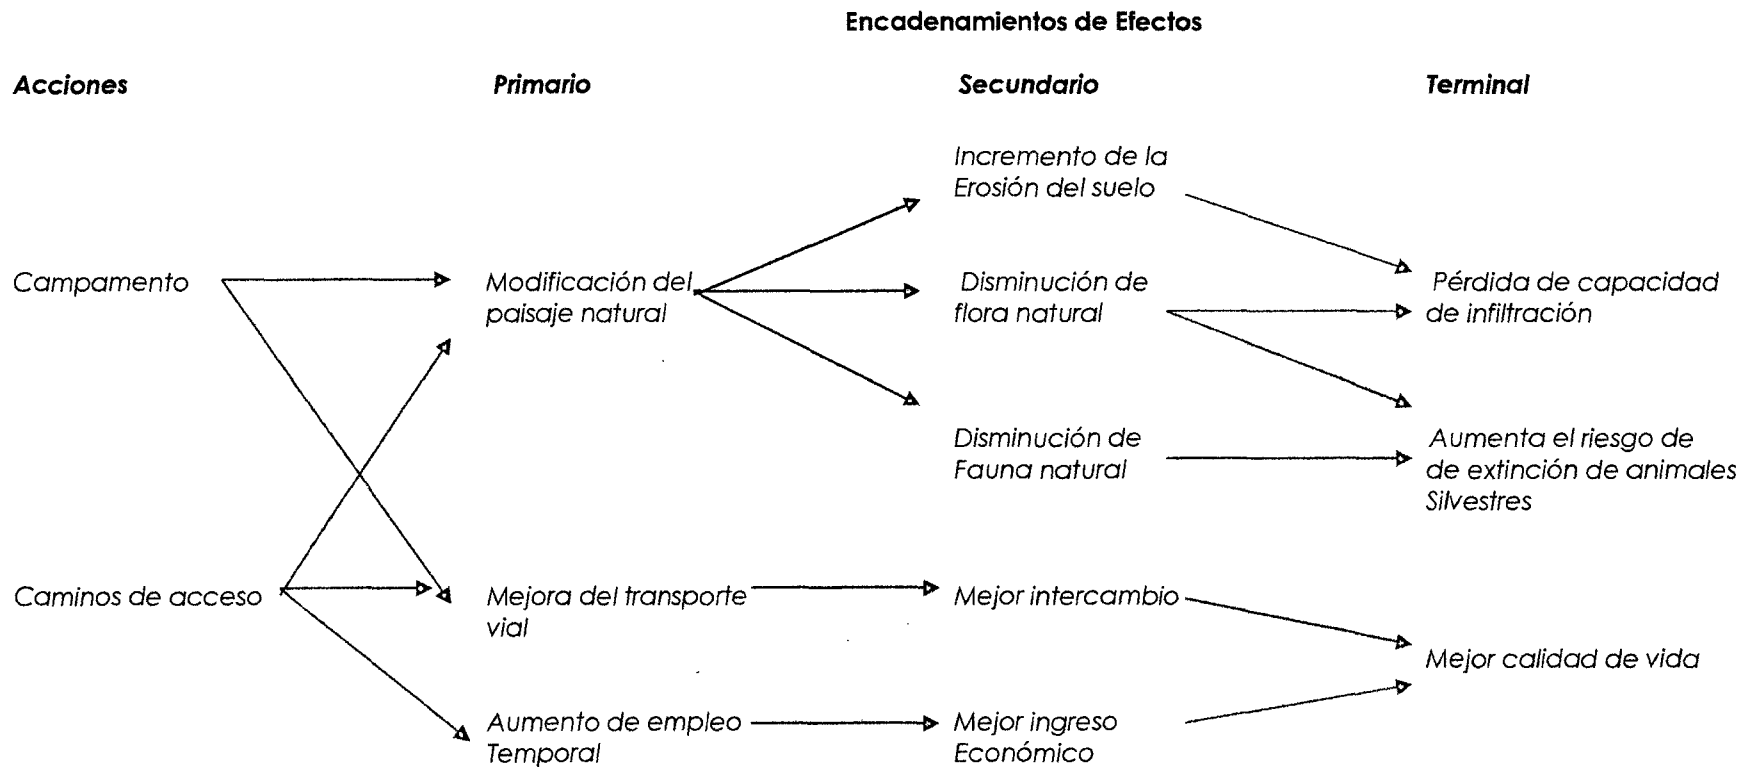 Encadenamientos de Efectos
Acciones Primario Secundario Terminal
Incremento de la
Erosión del suelo
Campamento
Modificación del
paisaje natural
Disminución de
flora natural
Pérdida de capacidad
de infiltración
Disminución de
Fauna natural
Aumenta el riesgo de
de extinción de animales
Silvestres
Caminos de acceso
Mejora del transporte
vial
Mejor intercambio
Mejor calidad de vida
Aumento de empleo
Temporal
Mejor ingreso
Económico